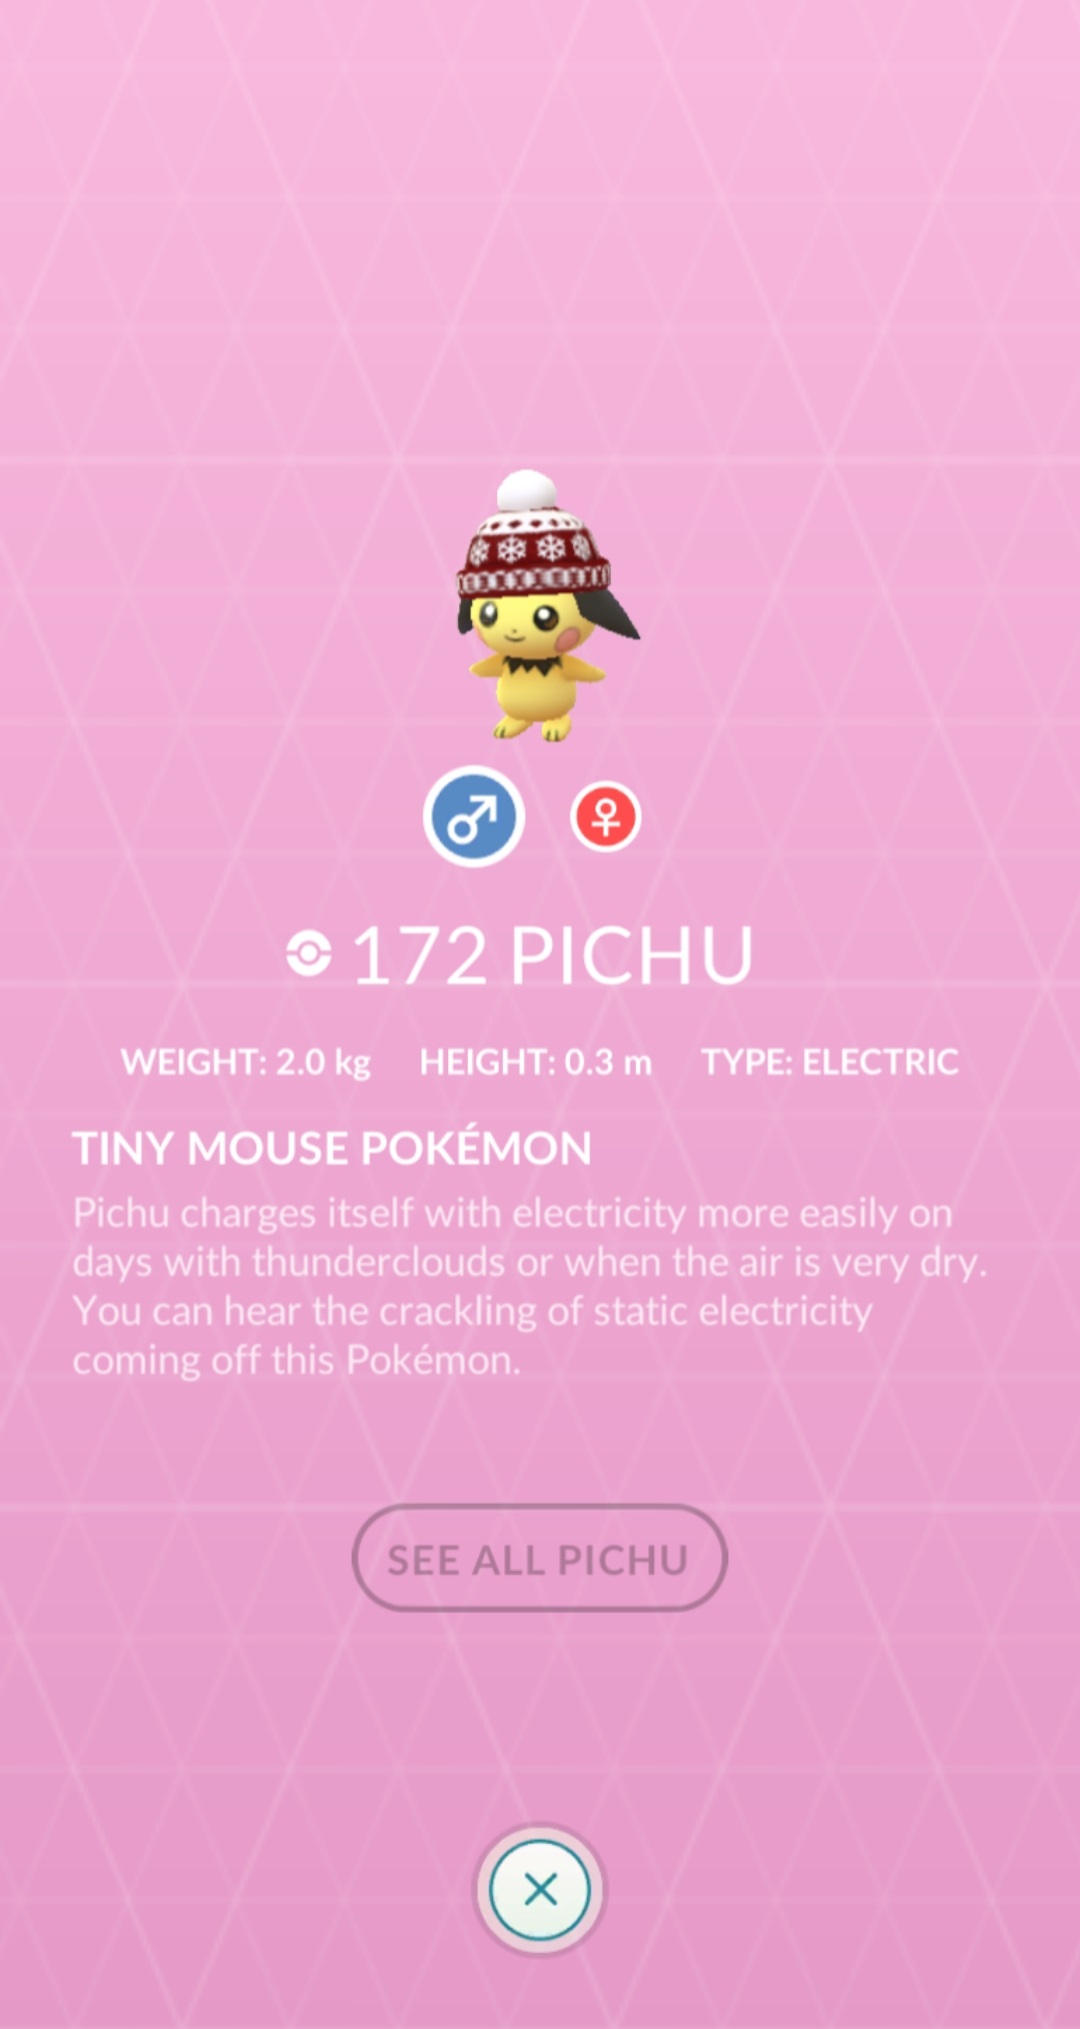 172 PICHU
WEIGHT: 2.0 kg HEIGHT: 0.3 m TYPE: ELECTRIC
TINY MOUSE POKÉMON
Pichu charges itself with electricity more easily on
days with thunderclouds or when the air is very dry.
You can hear the crackling of static electricity
coming off this Pokémon.
SEE ALL PICHU